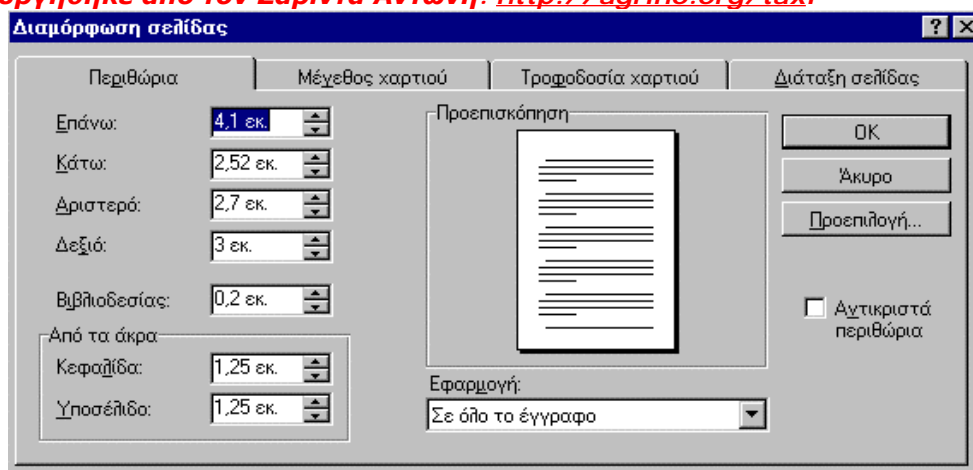 από τον Σαρίντα Αντώνη. http://agrino.org/tax.
Διαμόρφωση σελίδας
Περιθώρια Μέγεθος χαρτιού Τροφοδοσία χαρτιού Διάταξη σελίδας
Επάνω: 4,1 εκ. Προεπισκόπηση OK
Κάτω: 2,52 εκ. Άκυρο
Αριστερό: 2,7 εκ. Προεπιλογή...
Δεξιό: 3 εκ.
Βιβλιοδεσίας: 0,2 εκ. Αντικριστά
Από τα άκρα περιθώρια
Κεφαλίδα: 1,25 εκ. Εφαρμογή:
Υποσέλιδο: 1,25 εκ. Σε όλο το έγγραφο